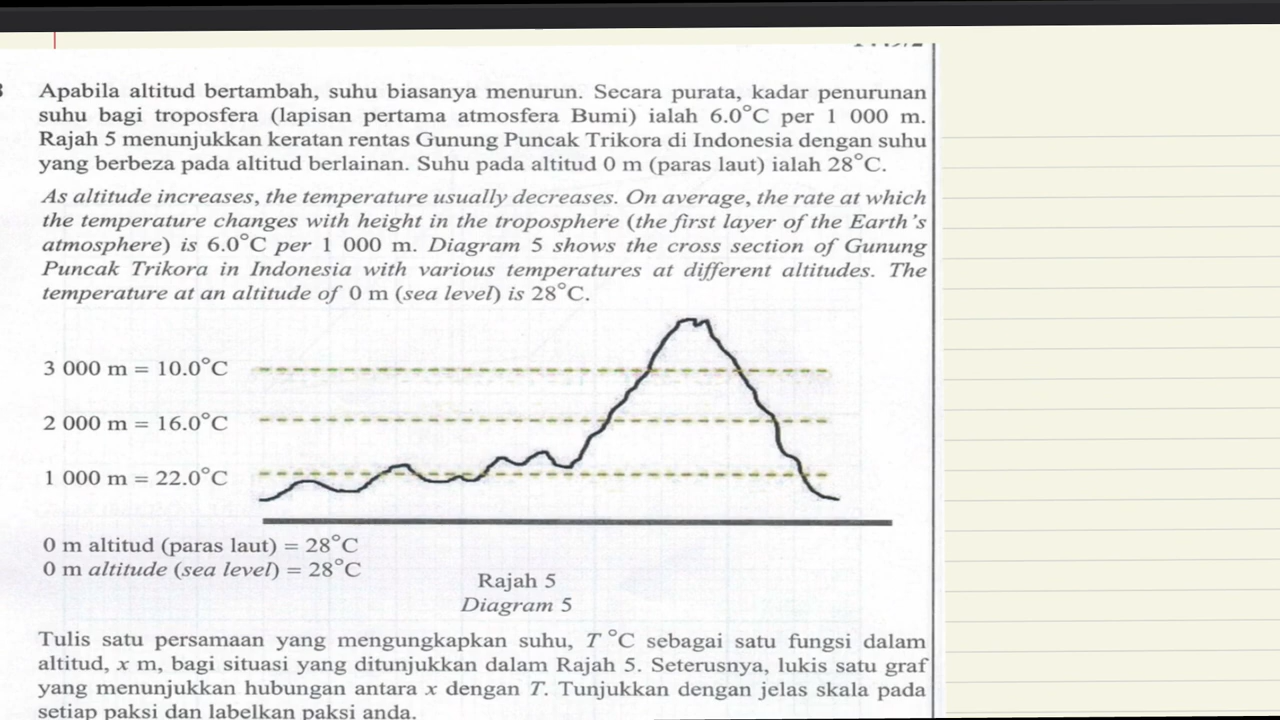 Apabila altitud bertambah, suhu biasanya menurun. Secara purata, kadar penurunan
suhu bagi troposfera (lapisan pertama atmosfera Bumi) ialah 6.0°C per 1 000 m.
Rajah 5 menunjukkan keratan rentas Gunung Puncak Trikora di Indonesia dengan suhu
yang berbeza pada altitud berlainan. Suhu pada altitud 0 m (paras laut) ialah 28°C.
As altitude increases, the temperature usually decreases. On average, the rate at which
the temperature changes with height in the troposphere (the first layer of the Earth's
atmosphere) is 6.0°C per 1 000 m. Diagram 5 shows the cross section of Gunung
Puncak Trikora in Indonesia with various temperatures at different altitudes. The
temperature at an altitude of 0 m (sea level) is 28°C.
3 000 m = 10.0°C
2 000 m = 16.0°C
1 000 m = 22.0°C
0 m altitud (paras laut) = 28°C
0 m altitude (sea level) = 28°C
Rajah 5
Diagram 5
Tulis satu persamaan yang mengungkapkan suhu, T °C sebagai satu fungsi dalam
altitud, x m, bagi situasi yang ditunjukkan dalam Rajah 5. Seterusnya, lukis satu graf
yang menunjukkan hubungan antara x dengan T. Tunjukkan dengan jelas skala pada
setiap paksi dan labelkan paksi anda.